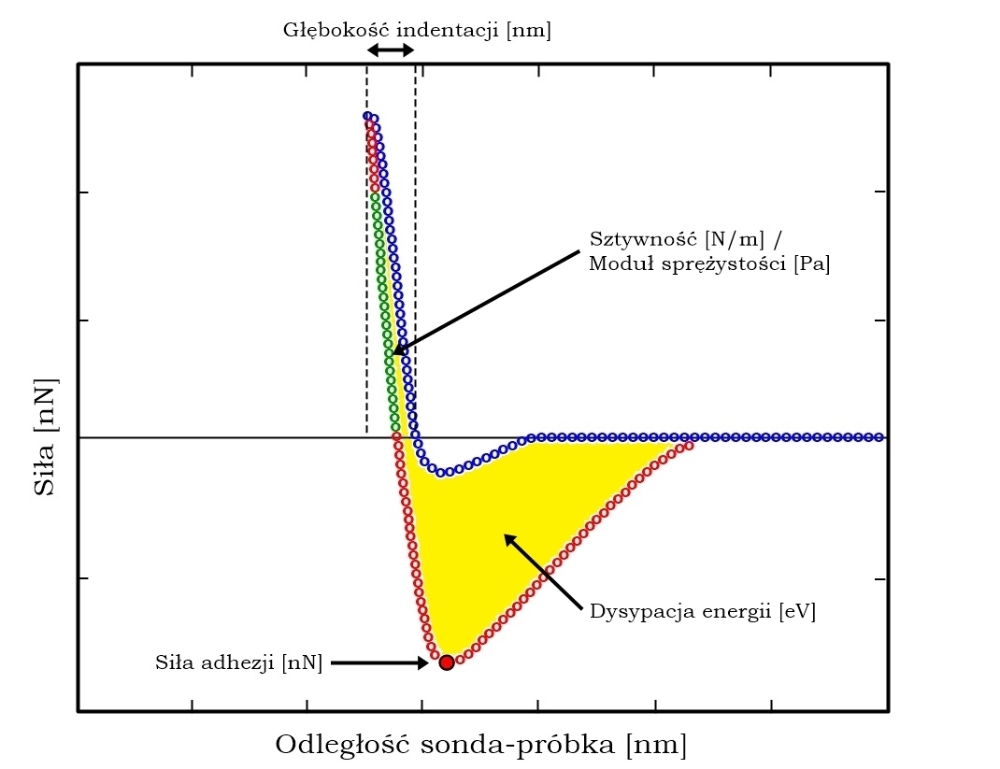 Głębokość indentacji [nm]
Sztywność [N/m] /
Moduł sprężystości [Pa]
Siła [nN]
Dysypacja energii [eV]
Siła adhezji [nN]
Odległość sonda-próbka [nm]